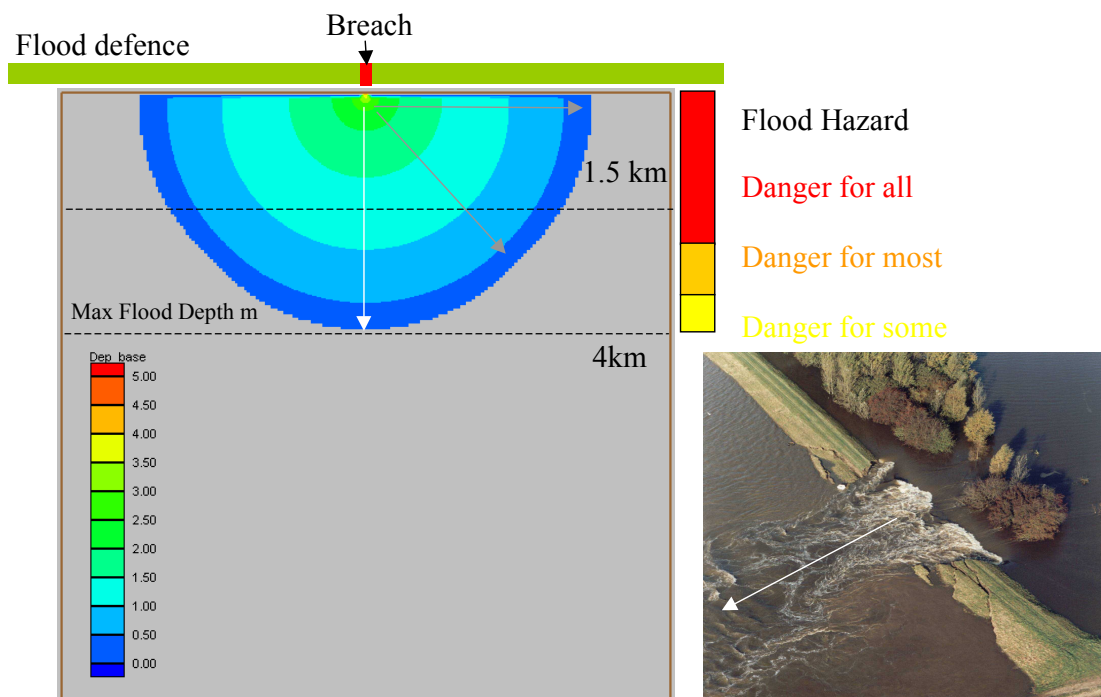 Breach
Flood defence
Flood Hazard
1.5 km
Danger for all
Danger for most
Max Flood Depth m
Danger for some
4km
Dep_base
5.00
4.50
4.00
3.50
3.00
2.00
1.50
1.00
0.50
0.00